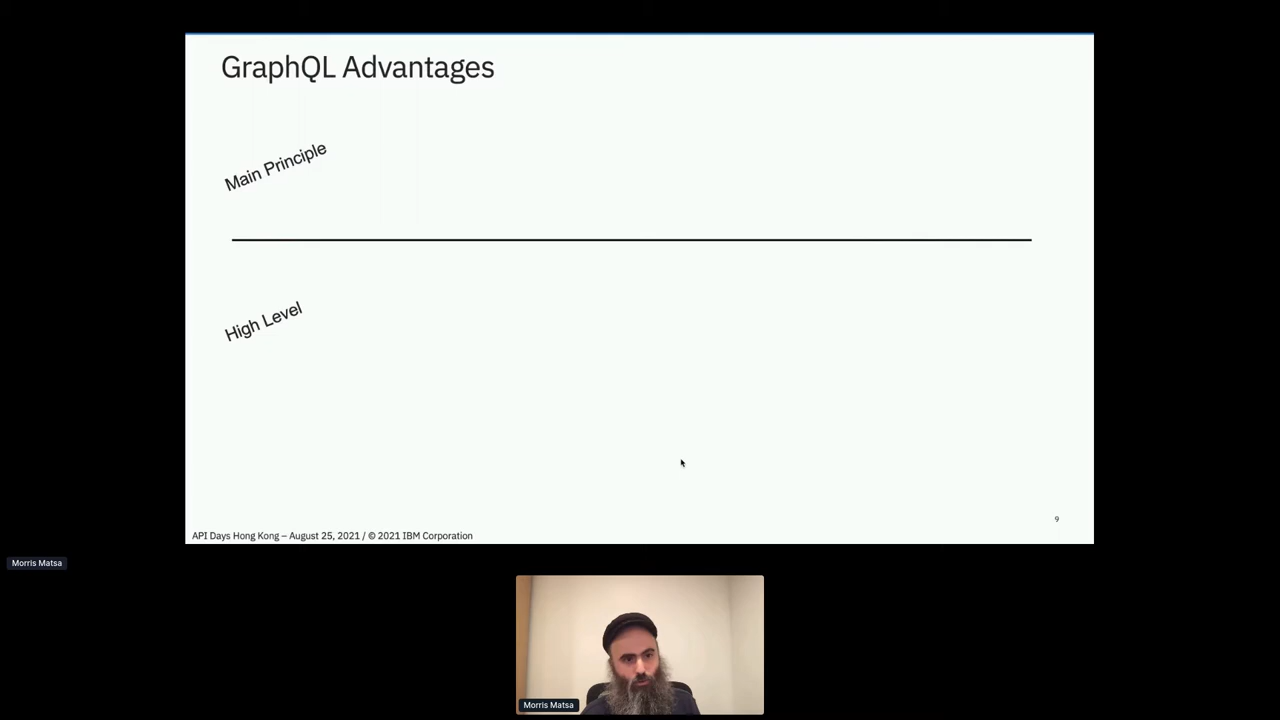 GraphQL Advantages
Main Principle
High Level
9
API Days Hong Kong – August 25, 2021 / © 2021 IBM Corporation
Morris Matsa
Morris Matsa